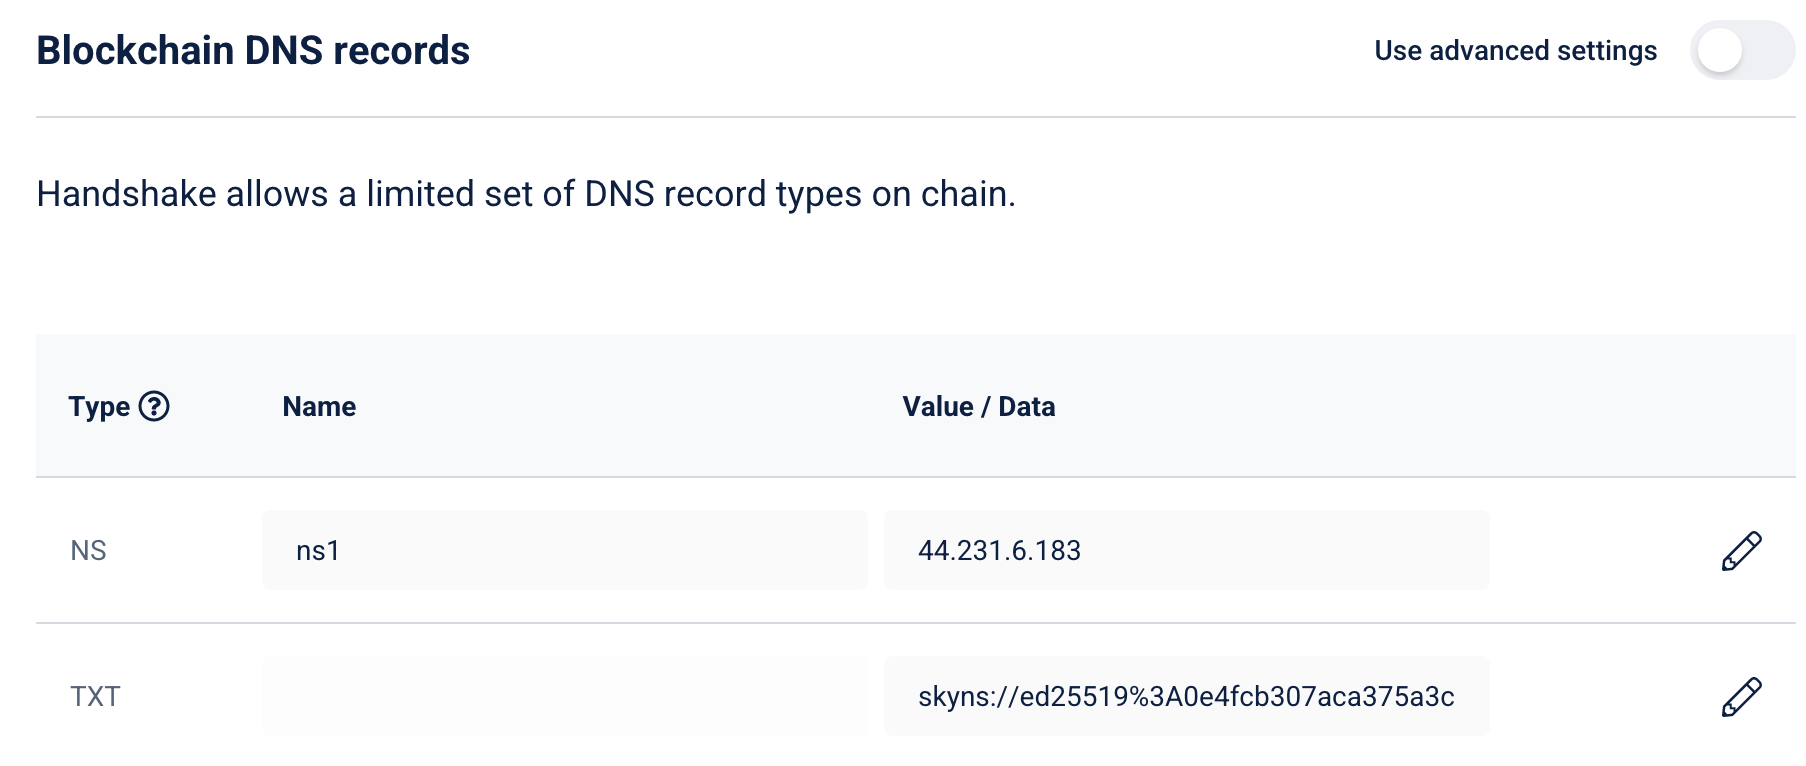 Blockchain DNS records
Use advanced settings
Handshake allows a limited set of DNS record types on chain.
Type ? Name Value / Data
NS ns1 44.231.6.183
TXT skyns://ed25519%3A0e4fcb307aca375a3c